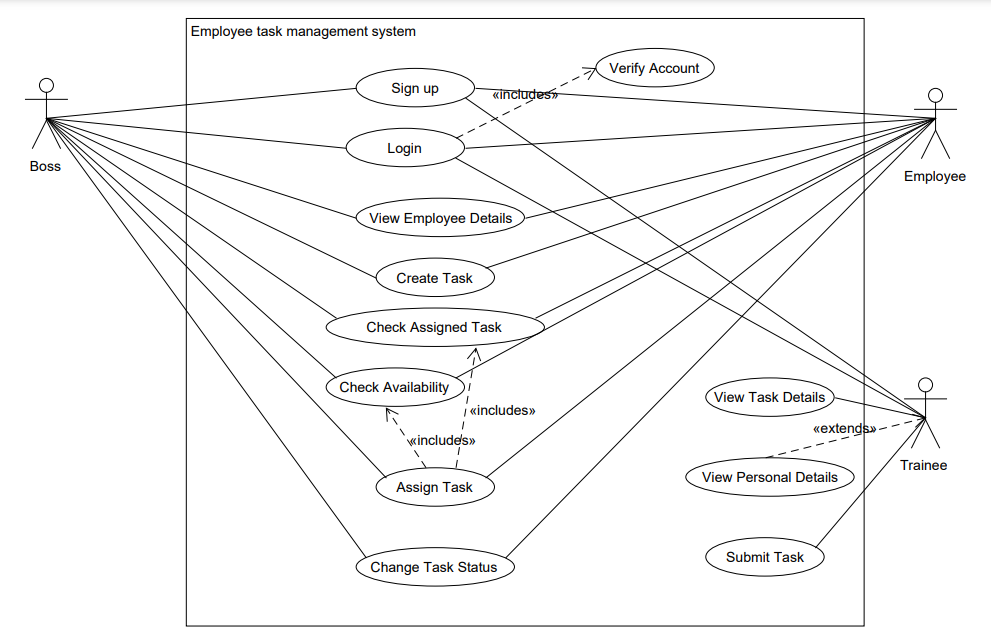 Employee task management system
Verify Account
Sign up
«includes»
Login
Boss
Employee
View Employee Details
Create Task
Check Assigned Task
Check Availability
View Task Details
«includes»
«extends»
«includes»
Trainee
View Personal Details
Assign Task
Submit Task
Change Task Status